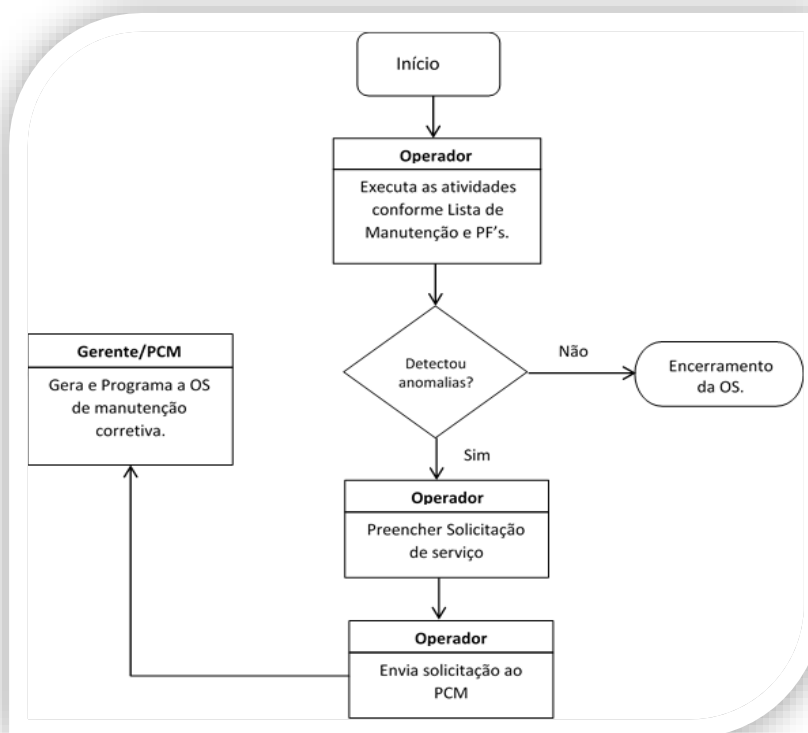 Início
Operador
Executa as atividades
conforme Lista de
Manutenção e PF's.
Detectou
anomalias?
Não
Encerramento
da OS.
Sim
Operador
Preencher Solicitação
de serviço
Operador
Envia solicitação ao
PCM
Gerente/PCM
Gera e Programa a OS
de manutenção
corretiva.